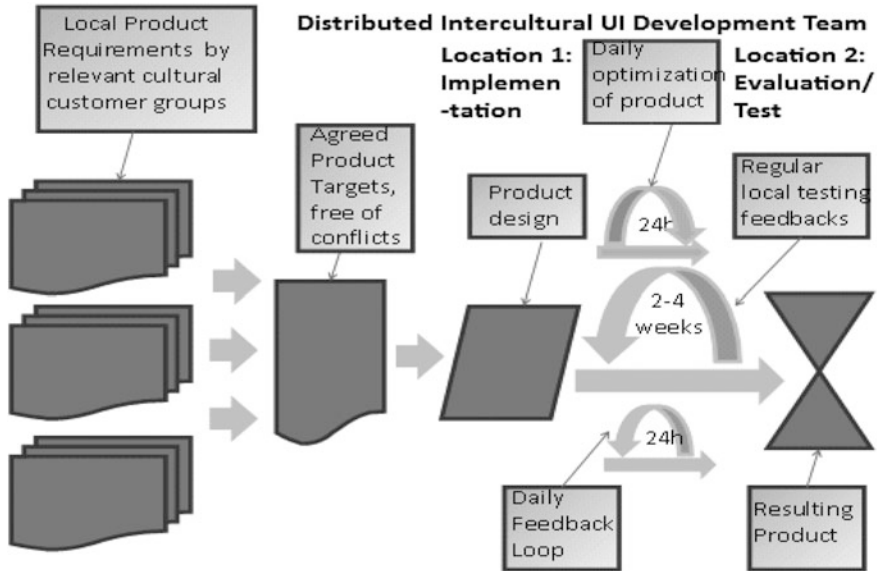 Local Product
Requirements by
relevant cultural
customer groups
Distributed Intercultural UI Development Team
Location 1:
Implemen
-tation
Daily
optimization
of product
Location 2:
Evaluation/
Test
Agreed
Product
Targets,
free of
conflicts
Product
design
24h
Regular
local testing
feedbacks
2-4
weeks
24h
Daily
Feedback
Loop
Resulting
Product